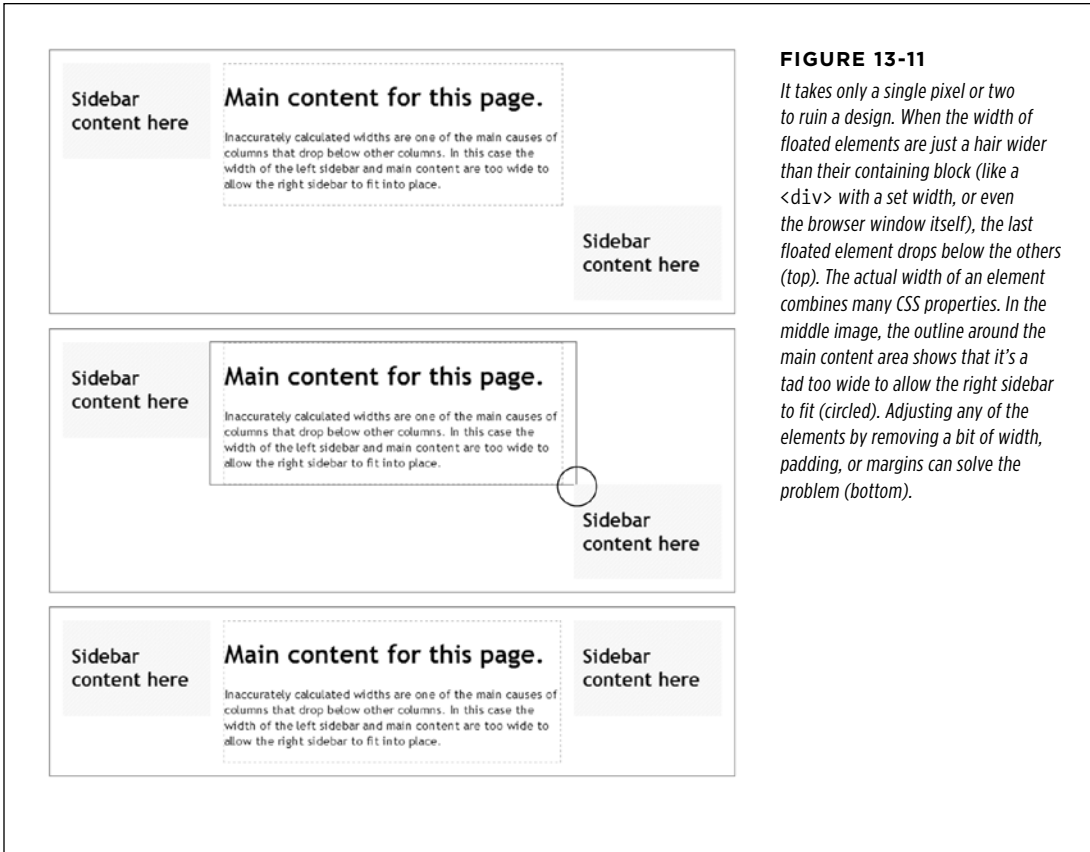 Sidebar
content here
Main content for this page.
Inaccurately calculated widths are one of the main causes of
columns that drop below other columns. In this case the
width of the left sidebar and main content are too wide to
allow the right sidebar to fit into place.
Sidebar
content here
Sidebar
content here
Main content for this page.
Inaccurately calculated widths are one of the main causes of
columns that drop below other columns. In this case the
width of the left sidebar and main content are too wide to
allow the right sidebar to fit into place.
Sidebar
content here
Sidebar
content here
Main content for this page.
Inaccurately calculated widths are one of the main causes of
columns that drop below other columns. In this case the
width of the left sidebar and main content are too wide to
allow the right sidebar to fit into place.
Sidebar
content here
FIGURE 13-11
It takes only a single pixel or two
to ruin a design. When the width of
floated elements are just a hair wider
than their containing block (like a
<div> with a set width, or even
the browser window itself), the last
floated element drops below the others
(top). The actual width of an element
combines many CSS properties. In the
middle image, the outline around the
main content area shows that it's a
tad too wide to allow the right sidebar
to fit (circled). Adjusting any of the
elements by removing a bit of width,
padding, or margins can solve the
problem (bottom).